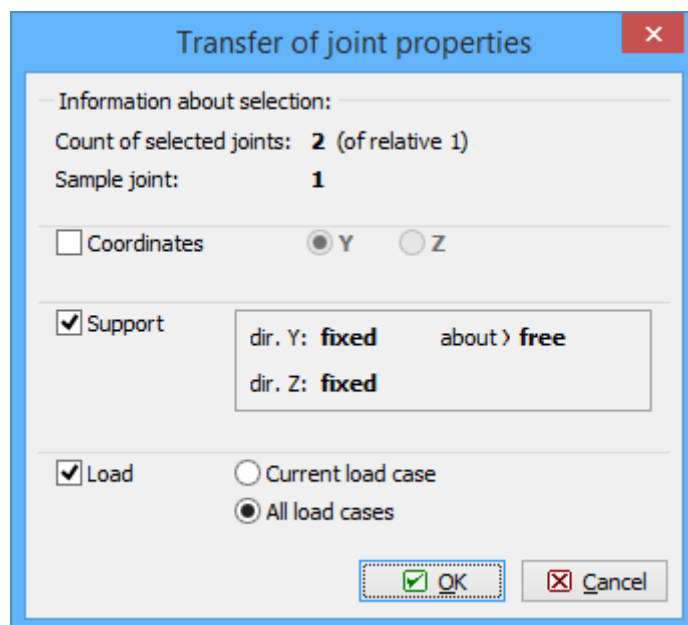 Transfer of joint properties
Information about selection:
Count of selected joints: 2 (of relative 1)
Sample joint: 1
Coordinates Y Z
Support dir. Y: fixed about free
dir. Z: fixed
Load Current load case
All load cases
OK Cancel